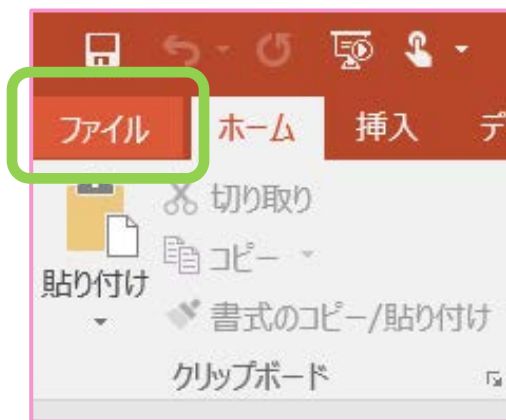 ファイル ホーム 挿入 デ
切り取り
コピー
貼り付け
書式のコピー/貼り付け
クリップボード